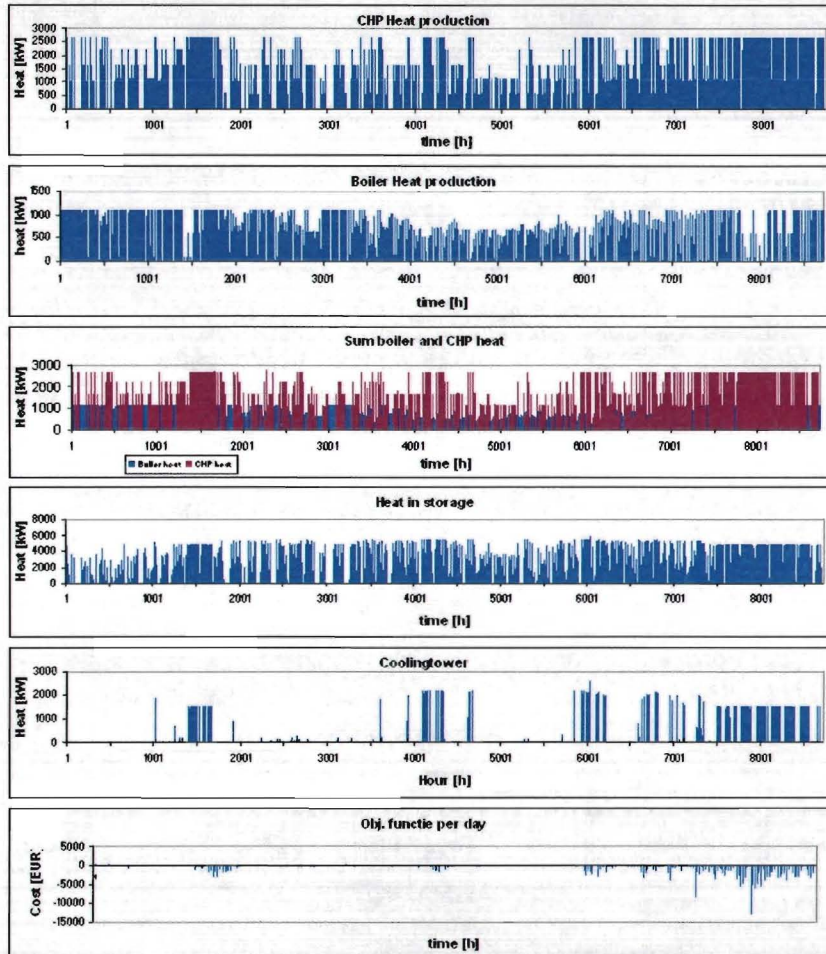 CHP Heat production
Heat [kW]
3000
2500
2000
1500
1000
500
0
1 1001 2001 3001 4001 5001 6001 7001 8001
time [h]
Boiler Heat production
heat [kW]
1500
1000
500
0
1 1001 2001 3001 4001 5001 6001 7001 8001
time [h]
Sum boiler and CHP heat
Heat [kW]
3000
2000
1000
0
1 1001 2001 3001 4001 5001 6001 7001 8001
time [h]
Boiler heat CHP heat
Heat in storage
Heat [kW]
8000
6000
4000
2000
0
1 1001 2001 3001 4001 5001 6001 7001 8001
time [h]
Coolingtower
Heat [kW]
3000
2000
1000
0
1 1001 2001 3001 4001 5001 6001 7001 8001
Hour [h]
Obj. functie per day
Cost [EUR]
5000
0
-5000
-10000
-15000
time [h]